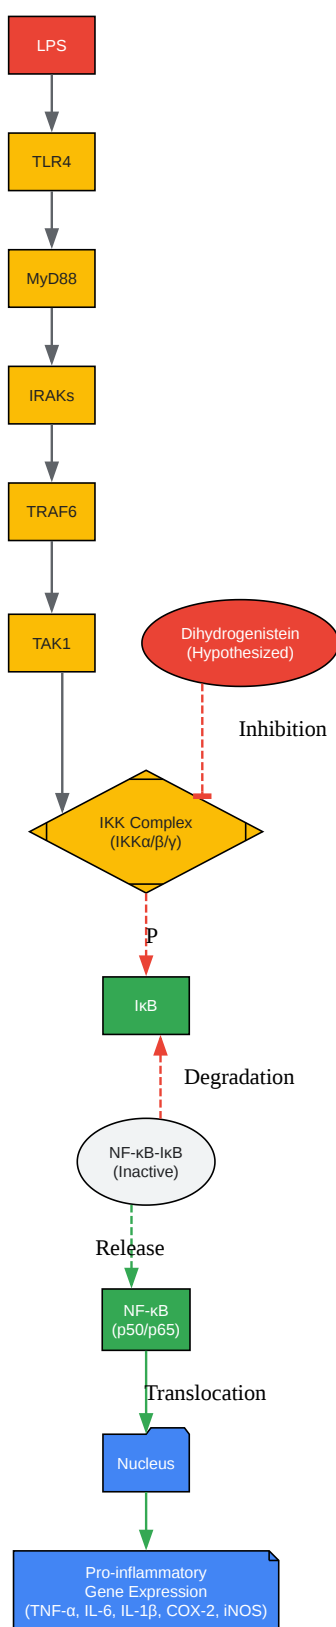 LPS
TLR4
MyD88
IRAKs
TRAF6
TAK1
Dihydrogenistein
(Hypothesized)
Inhibition
IKK Complex
(IKKα/β/γ)
P
IκB
Degradation
NF-κB-IκB
(Inactive)
Release
NF-κB
(p50/p65)
Translocation
Nucleus
Pro-inflammatory
Gene Expression
(TNF-α, IL-6, IL-1β, COX-2, iNOS)